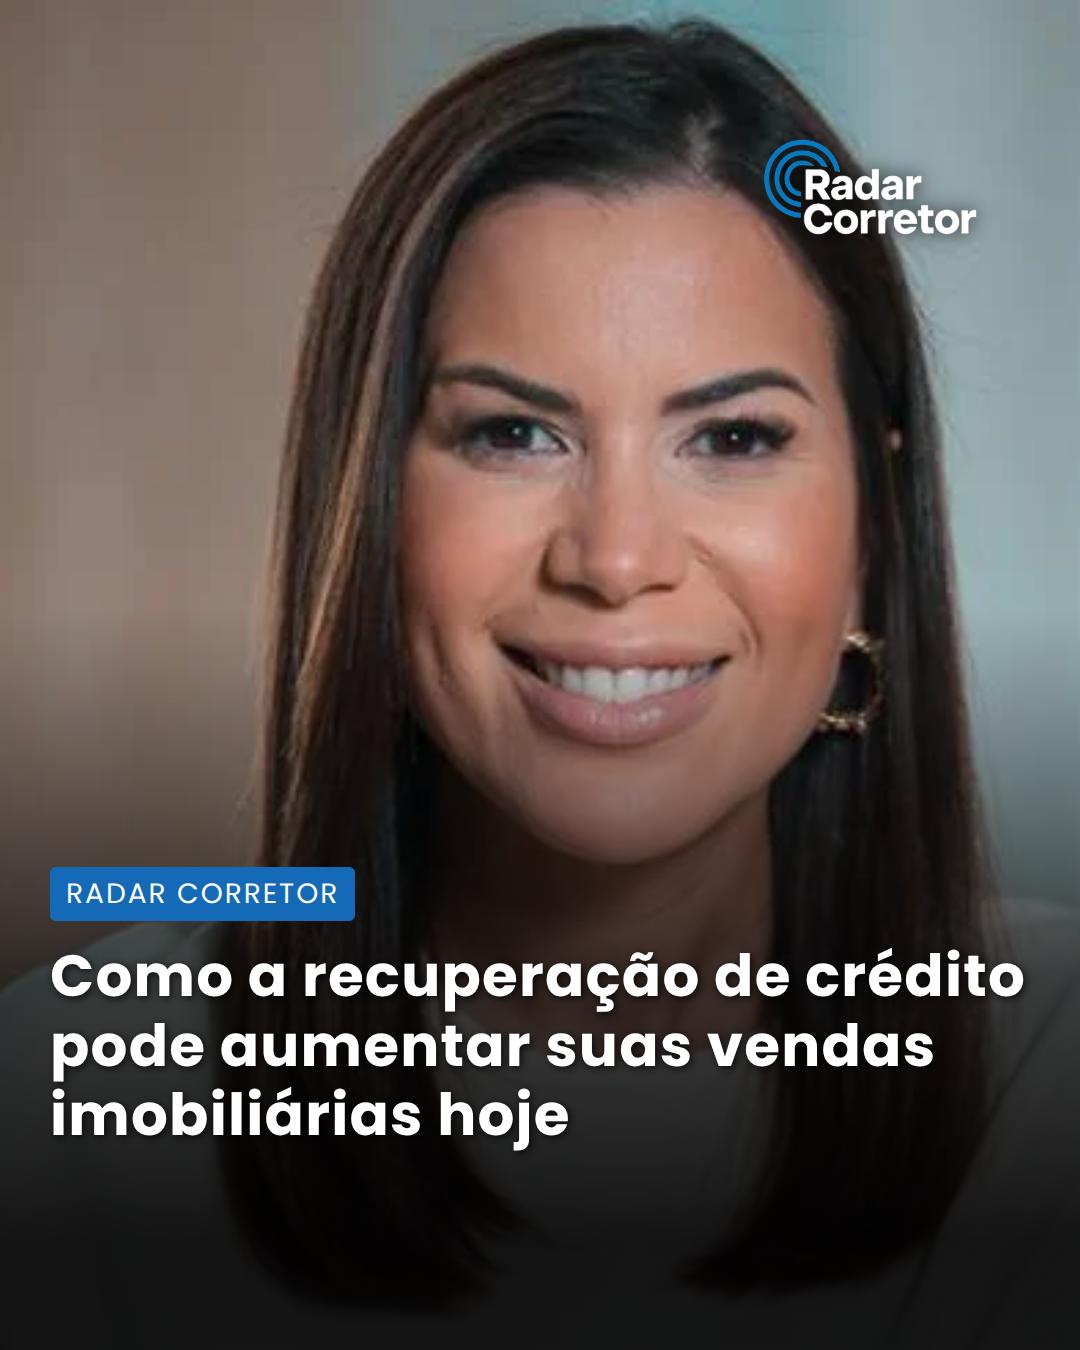 Radar
Corretor
RADAR CORRETOR
Como a recuperação de crédito
pode aumentar suas vendas
imobiliárias hoje